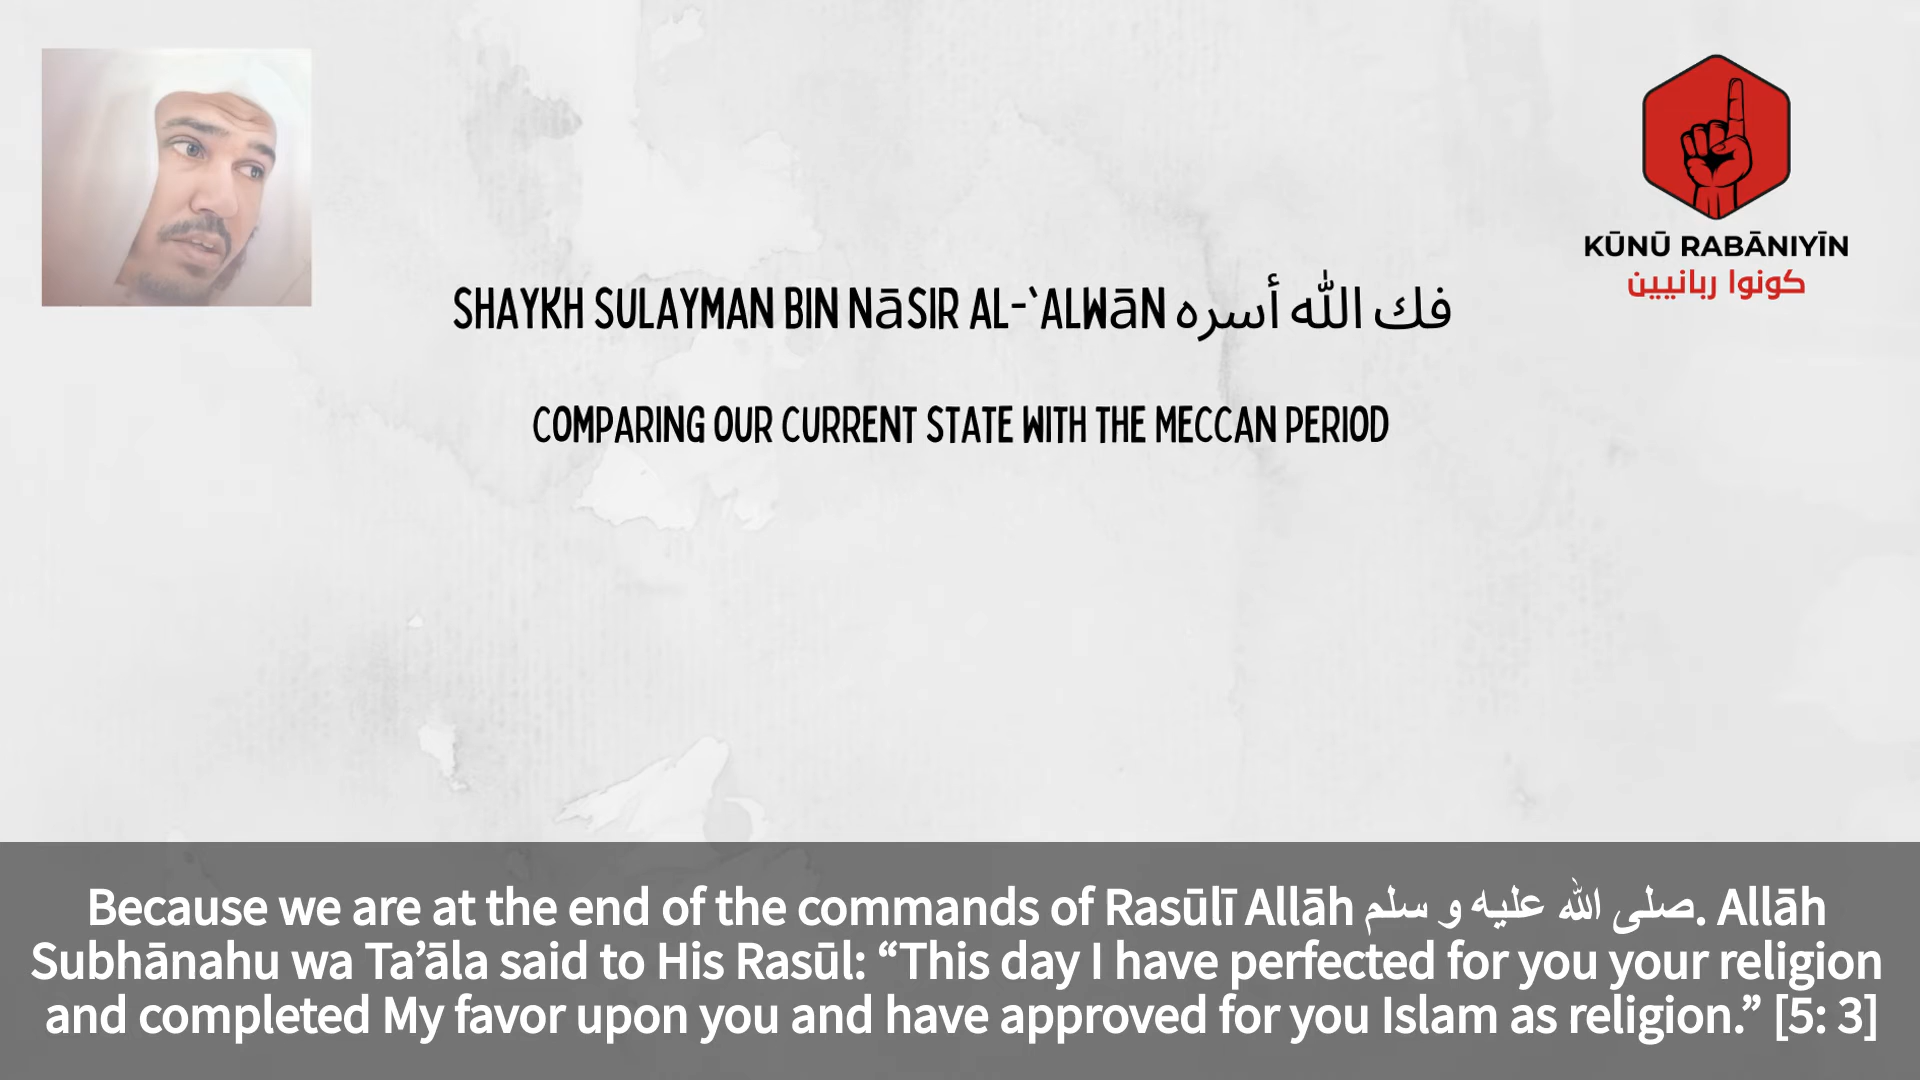 KŪNŪ RABĀNIYĪN
كونوا ربانيين
SHAYKH SULAYMAN BIN NāSIR AL-`ALWāN فك الله أسره
COMPARING OUR CURRENT STATE WITH THE MECCAN PERIOD
Because we are at the end of the commands of Rasūlī Allāh صلى الله عليه و سلم. Allāh
Subhānahu wa Ta’āla said to His Rasūl: “This day I have perfected for you your religion
and completed My favor upon you and have approved for you Islam as religion.” [5: 3]